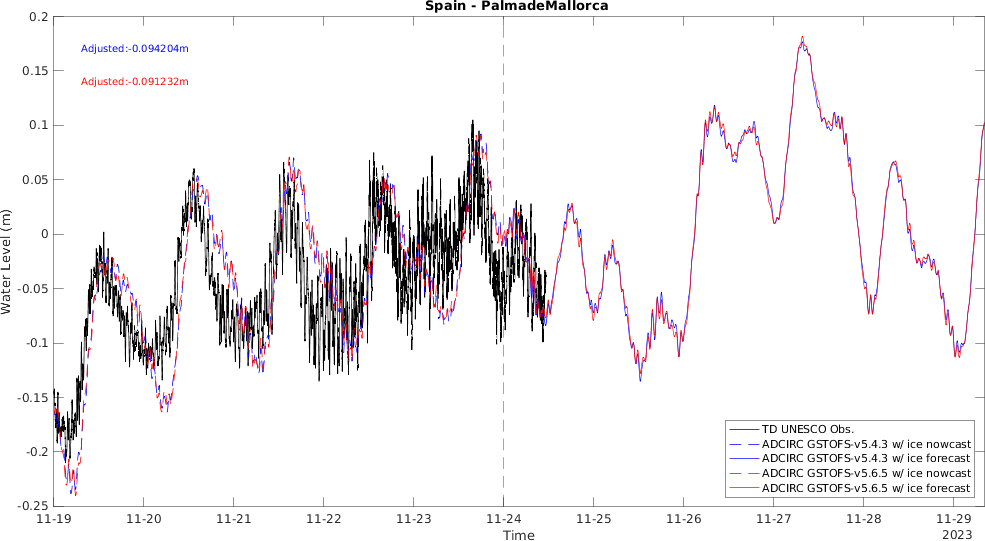 Spain - PalmadeMallorca
0.2
0.15
0.1
0.05
0
-0.05
-0.1
-0.15
-0.2
-0.25
Water Level (m)
Adjusted:-0.094204m
Adjusted:-0.091232m
TD UNESCO Obs.
ADCIRC GSTOFS-v5.4.3 w/ ice nowcast
ADCIRC GSTOFS-v5.4.3 w/ ice forecast
ADCIRC GSTOFS-v5.6.5 w/ ice nowcast
ADCIRC GSTOFS-v5.6.5 w/ ice forecast
11-19 11-20 11-21 11-22 11-23 11-24 11-25 11-26 11-27 11-28 11-29
Time
2023